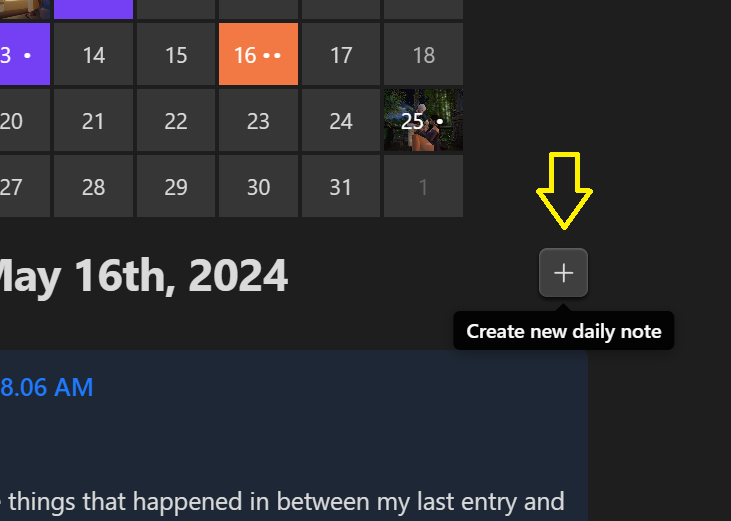 3 • 14 15 16 •• 17 18
20 21 22 23 24 25 •
27 28 29 30 31 1
May 16th, 2024
+
Create new daily note
8.06 AM
things that happened in between my last entry and